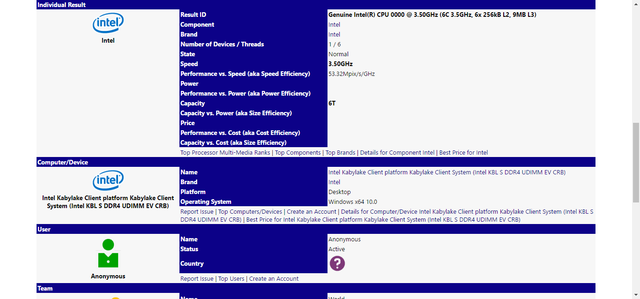 Individual Result
intel
Intel
Result ID Genuine Intel(R) CPU 0000 @ 3.50GHz (6C 3.5GHz, 6x 256kB L2, 9MB L3)
Component Intel
Brand Intel
Number of Devices / Threads 1 / 6
State Normal
Speed 3.50GHz
Performance vs. Speed (aka Speed Efficiency) 53.32Mpix/s/GHz
Power
Performance vs. Power (aka Power Efficiency)
Capacity 6T
Capacity vs. Power (aka Size Efficiency)
Price
Performance vs. Cost (aka Cost Efficiency)
Capacity vs. Cost (aka Size Efficiency)
Top Processor Multi-Media Ranks | Top Components | Top Brands | Details for Component Intel | Best Price for Intel
Computer/Device
intel
Intel Kabylake Client platform Kabylake Client
System (Intel KBL S DDR4 UDIMM EV CRB)
Name Intel Kabylake Client platform Kabylake Client System (Intel KBL S DDR4 UDIMM EV CRB)
Brand Intel
Platform Desktop
Operating System Windows x64 10.0
Report Issue | Top Computers/Devices | Create an Account | Details for Computer/Device Intel Kabylake Client platform Kabylake Client System (Intel KBL S
DDR4 UDIMM EV CRB) | Best Price for Intel Kabylake Client platform Kabylake Client System (Intel KBL S DDR4 UDIMM EV CRB)
User
Anonymous
Name Anonymous
Status Active
Country ?
Report Issue | Top Users | Create an Account
Team
Name World